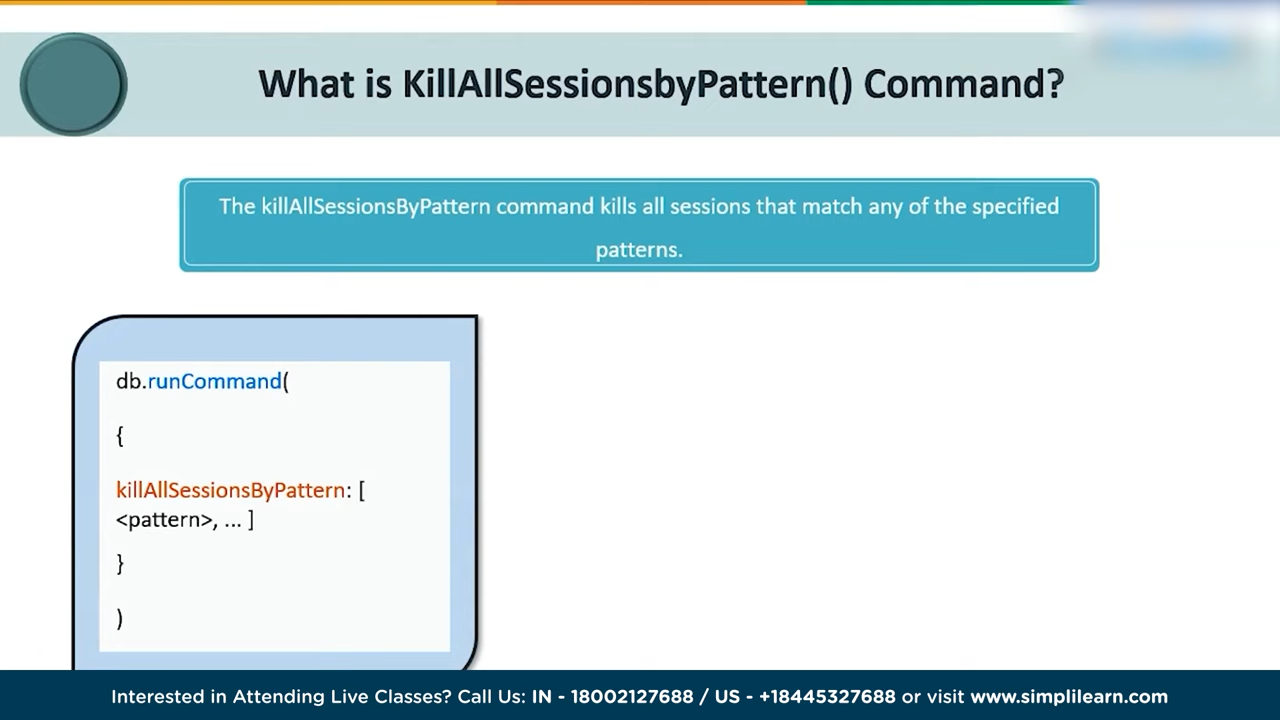 What is KillAllSessionsbyPattern() Command?
The killAllSessionsByPattern command kills all sessions that match any of the specified
patterns.
db.runCommand(
{
killAllSessionsByPattern: [
<pattern>, ... ]
}
)
Interested in Attending Live Classes? Call Us: IN - 18002127688 / US - +18445327688 or visit www.simplilearn.com